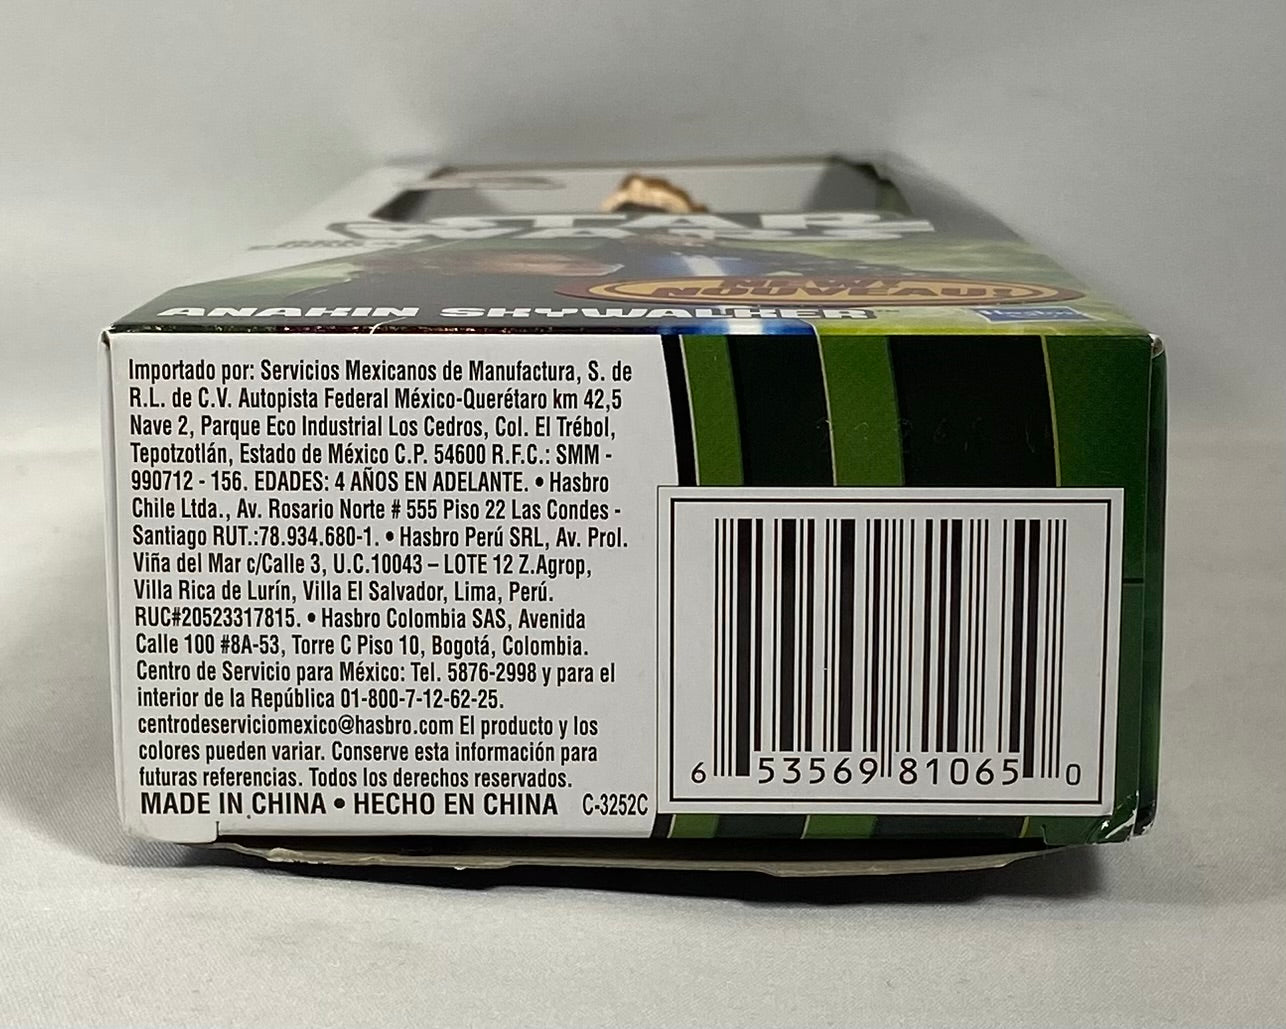 STAR
WARS
NEW!
NOUVEAU!
ANAKIN SKYWALKER™
Hasbro
Importado por: Servicios Mexicanos de Manufactura, S. de
R.L. de C.V. Autopista Federal México-Querétaro km 42,5
Nave 2, Parque Eco Industrial Los Cedros, Col. El Trébol,
Tepotzotlán, Estado de México C.P. 54600 R.F.C.: SMM -
990712 - 156. EDADES: 4 AÑOS EN ADELANTE. • Hasbro
Chile Ltda., Av. Rosario Norte # 555 Piso 22 Las Condes -
Santiago RUT.:78.934.680-1. • Hasbro Perú SRL, Av. Prol.
Viña del Mar c/Calle 3, U.C.10043 – LOTE 12 Z.Agrop,
Villa Rica de Lurín, Villa El Salvador, Lima, Perú.
RUC#20523317815. • Hasbro Colombia SAS, Avenida
Calle 100 #8A-53, Torre C Piso 10, Bogotá, Colombia.
Centro de Servicio para México: Tel. 5876-2998 y para el
interior de la República 01-800-7-12-62-25.
centrodeserviciomexico@hasbro.com El producto y los
colores pueden variar. Conserve esta información para
futuras referencias. Todos los derechos reservados.
MADE IN CHINA • HECHO EN CHINA C-3252C
6 53569 81065 0